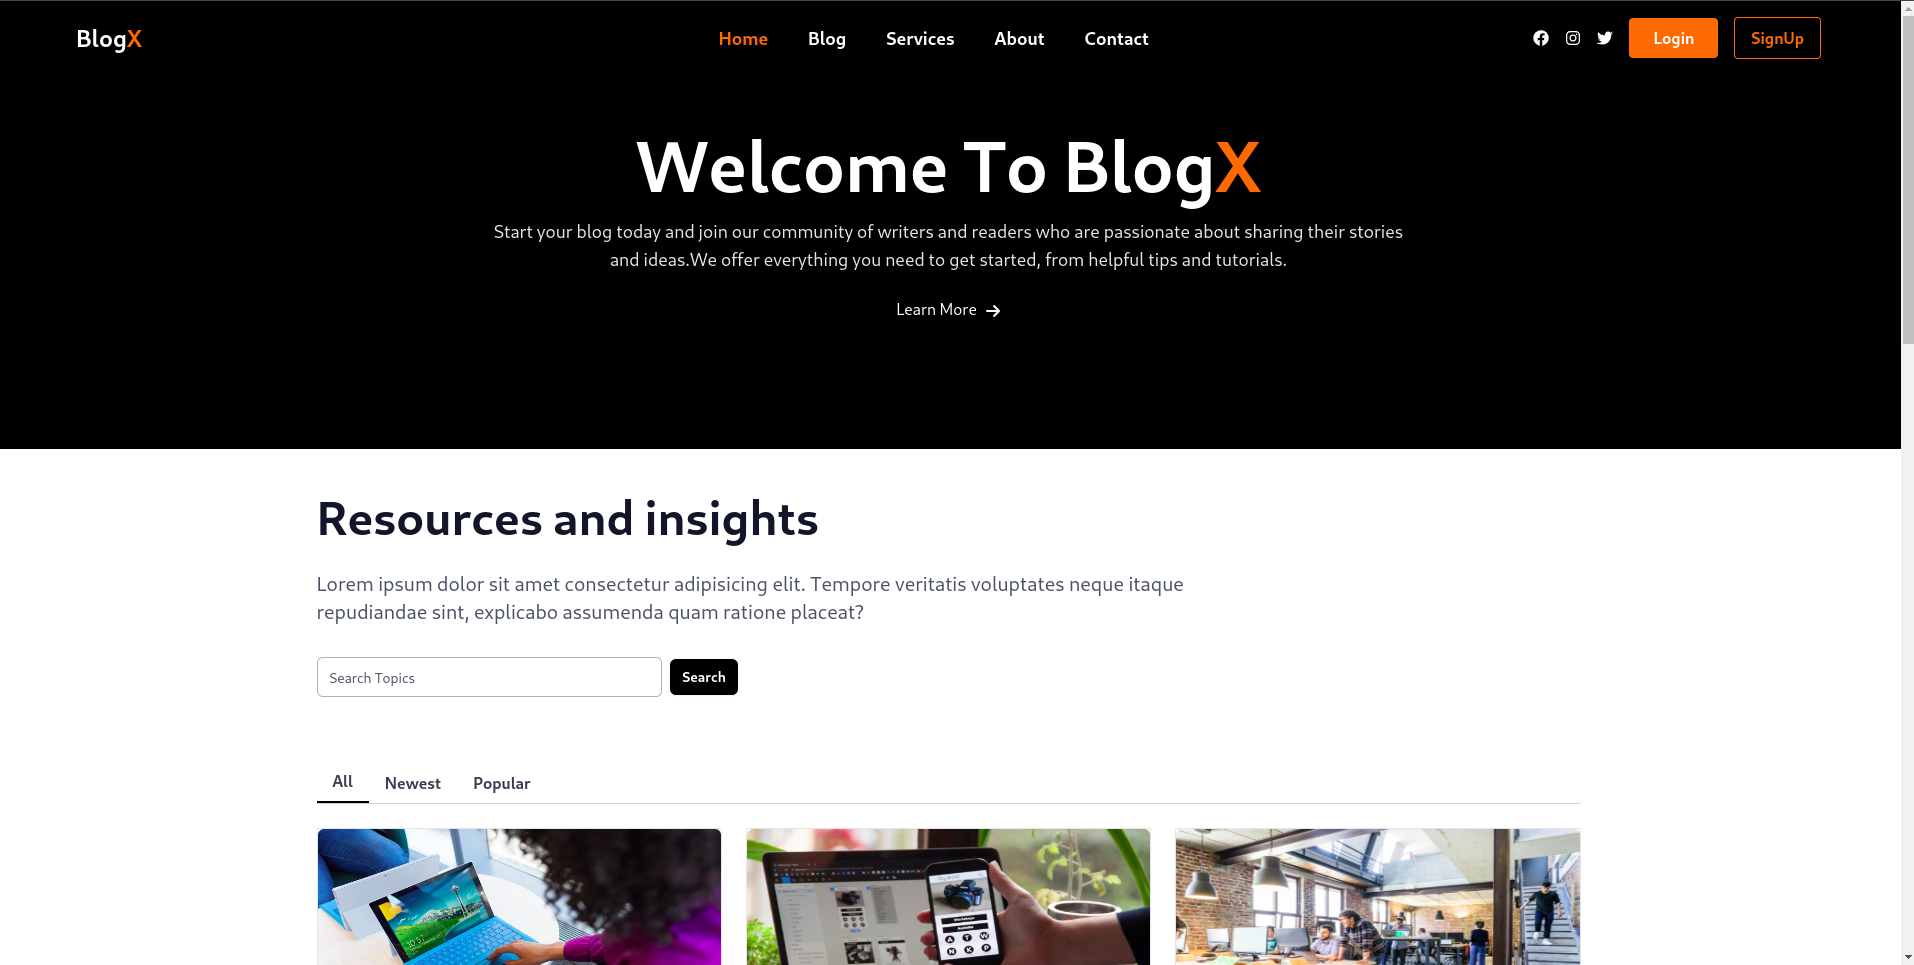 BlogX
Home Blog Services About Contact
Login SignUp
Welcome To BlogX
Start your blog today and join our community of writers and readers who are passionate about sharing their stories
and ideas.We offer everything you need to get started, from helpful tips and tutorials.
Learn More
Resources and insights
Lorem ipsum dolor sit amet consectetur adipisicing elit. Tempore veritatis voluptates neque itaque
repudiandae sint, explicabo assumenda quam ratione placeat?
Search Topics Search
All Newest Popular
10:57